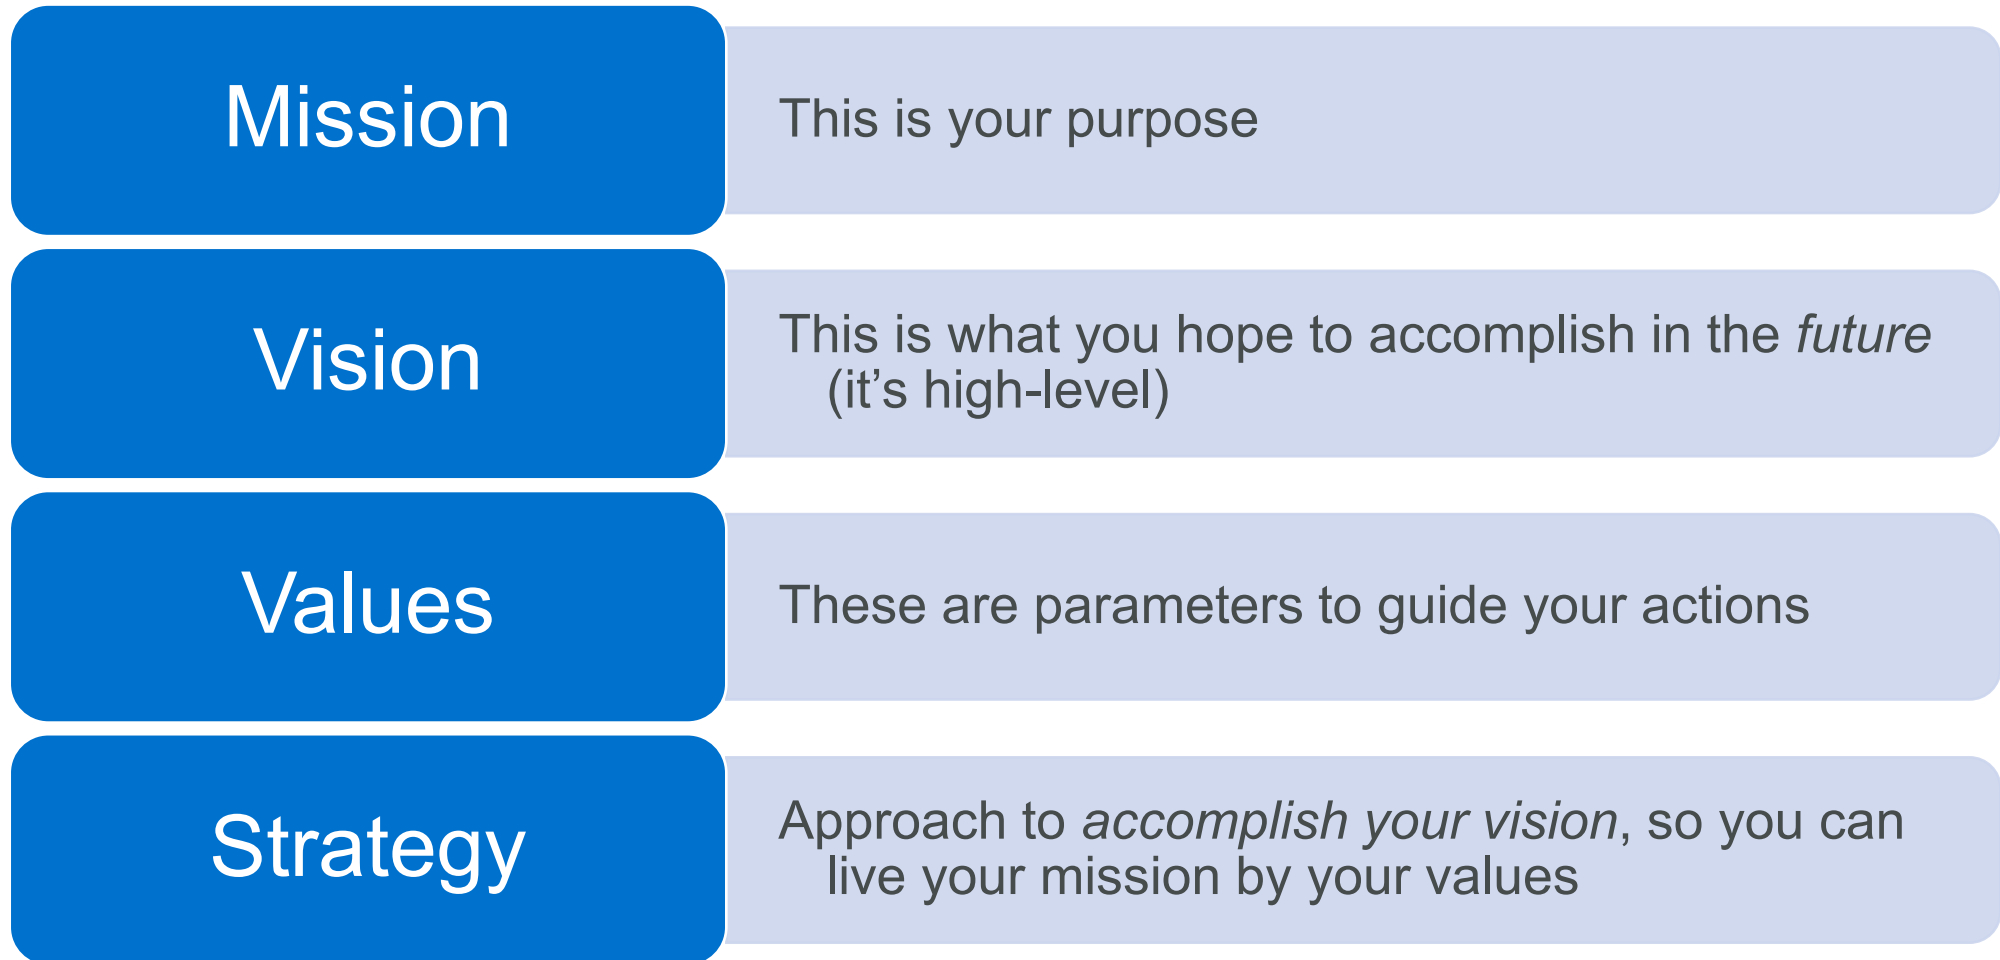 Mission
This is your purpose
Vision
This is what you hope to accomplish in the future
(it’s high-level)
Values
These are parameters to guide your actions
Strategy
Approach to accomplish your vision, so you can
live your mission by your values